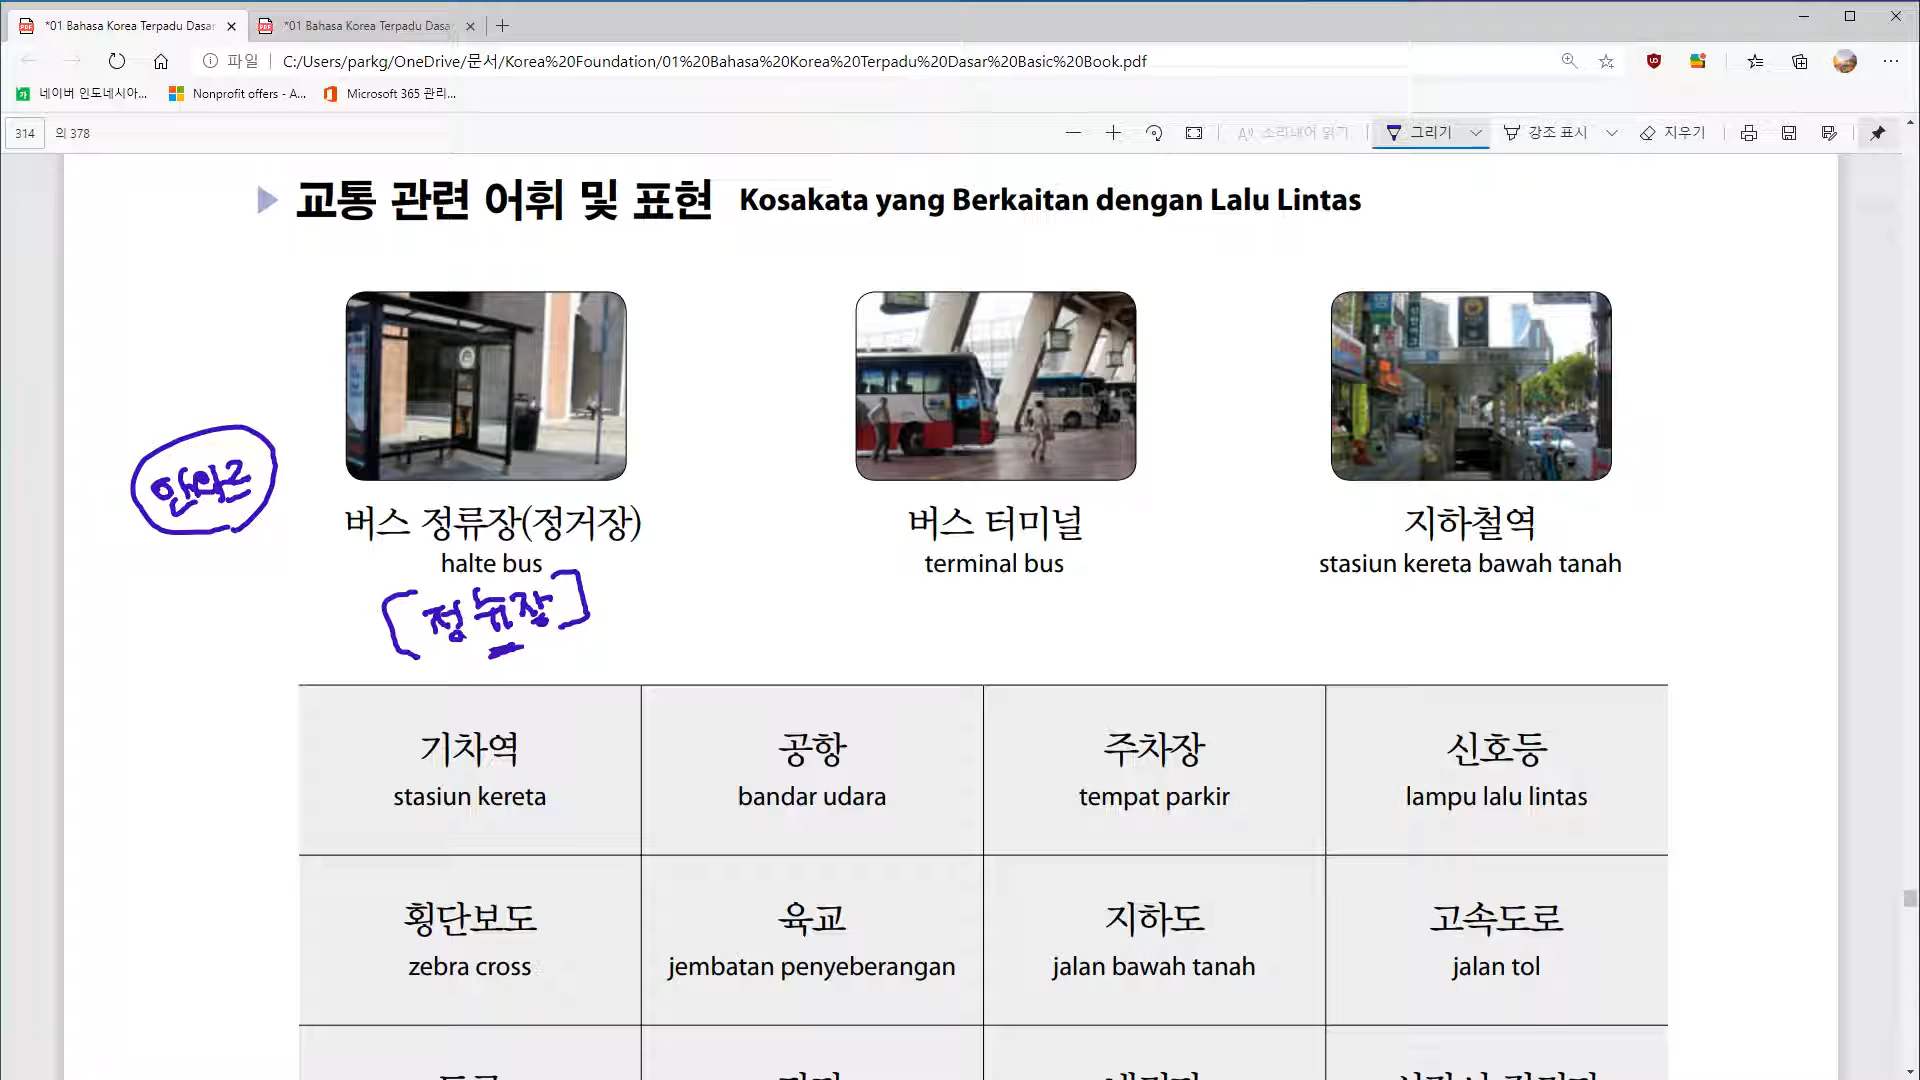 *01 Bahasa Korea Terpadu Dasar
*01 Bahasa Korea Terpadu Dasar
파일
C:/Users/parkg/OneDrive/문서/Korea%20Foundation/01%20Bahasa%20Korea%20Terpadu%20Dasar%20Basic%20Book.pdf
네이버 인도네시아...
Nonprofit offers - A...
Microsoft 365 관리...
314 의 378
소리내어 읽기
그리기
강조 표시
지우기
교통 관련 어휘 및 표현 Kosakata yang Berkaitan dengan Lalu Lintas
버스 정류장(정거장)
halte bus
[정뉴장]
버스 터미널
terminal bus
지하철역
stasiun kereta bawah tanah
기차역
stasiun kereta
공항
bandar udara
주차장
tempat parkir
신호등
lampu lalu lintas
횡단보도
zebra cross
육교
jembatan penyeberangan
지하도
jalan bawah tanah
고속도로
jalan tol